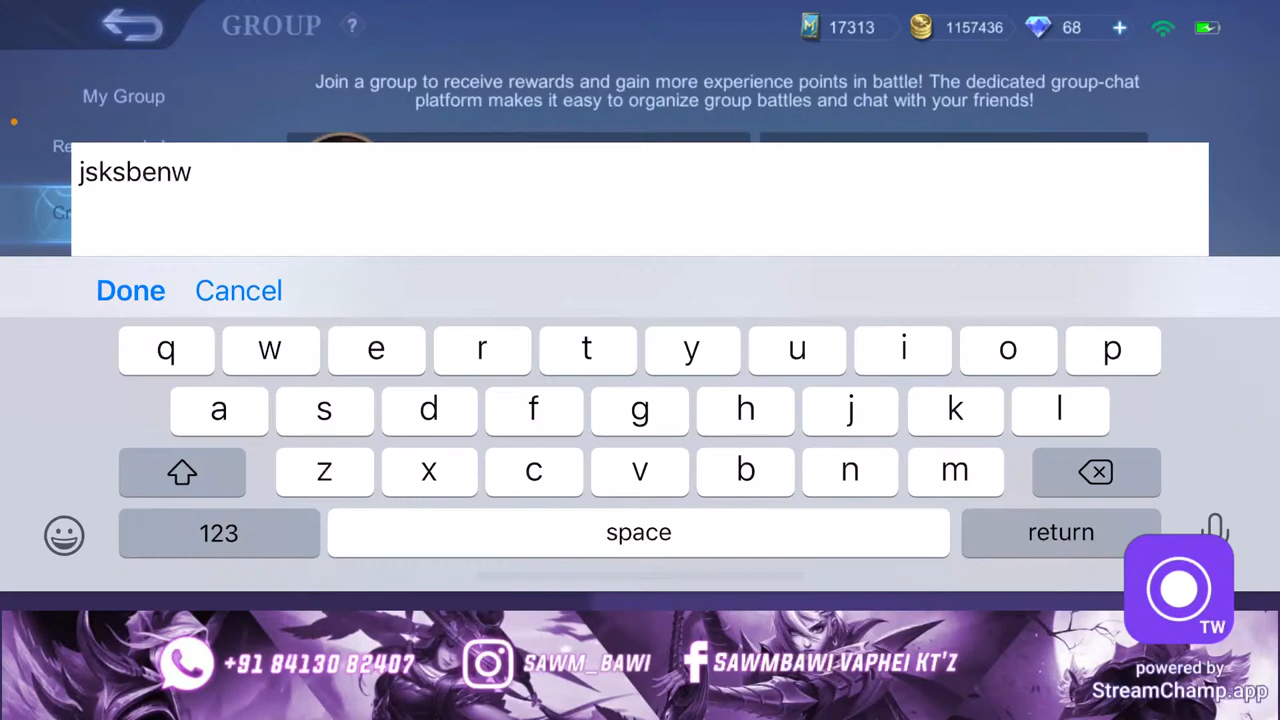 GROUP ?
17313 1157436 68 +
My Group
Join a group to receive rewards and gain more experience points in battle! The dedicated group-chat
platform makes it easy to organize group battles and chat with your friends!
jsksbenw
Done Cancel
q w e r t y u i o p
a s d f g h j k l
z x c v b n m
123 space return
TW
+91 84130 82407 SAWM_BAWI SAWMBAWI VAPHEI KT'Z
powered by
StreamChamp.app